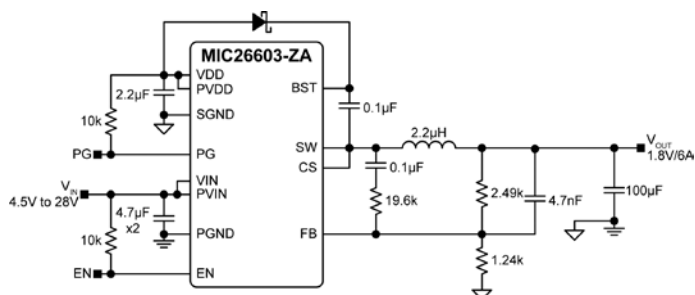 MIC26603-ZA
VDD
PVDD
BST
2.2µF
0.1µF
SGND
10k
2.2µH
SW
VOUT
1.8V/6A
PG
PG
CS
0.1µF
VIN
VIN
4.5V to 28V
PVIN
4.7µF
x2
19.6k
2.49k
4.7nF
100µF
10k
PGND
FB
1.24k
EN
EN